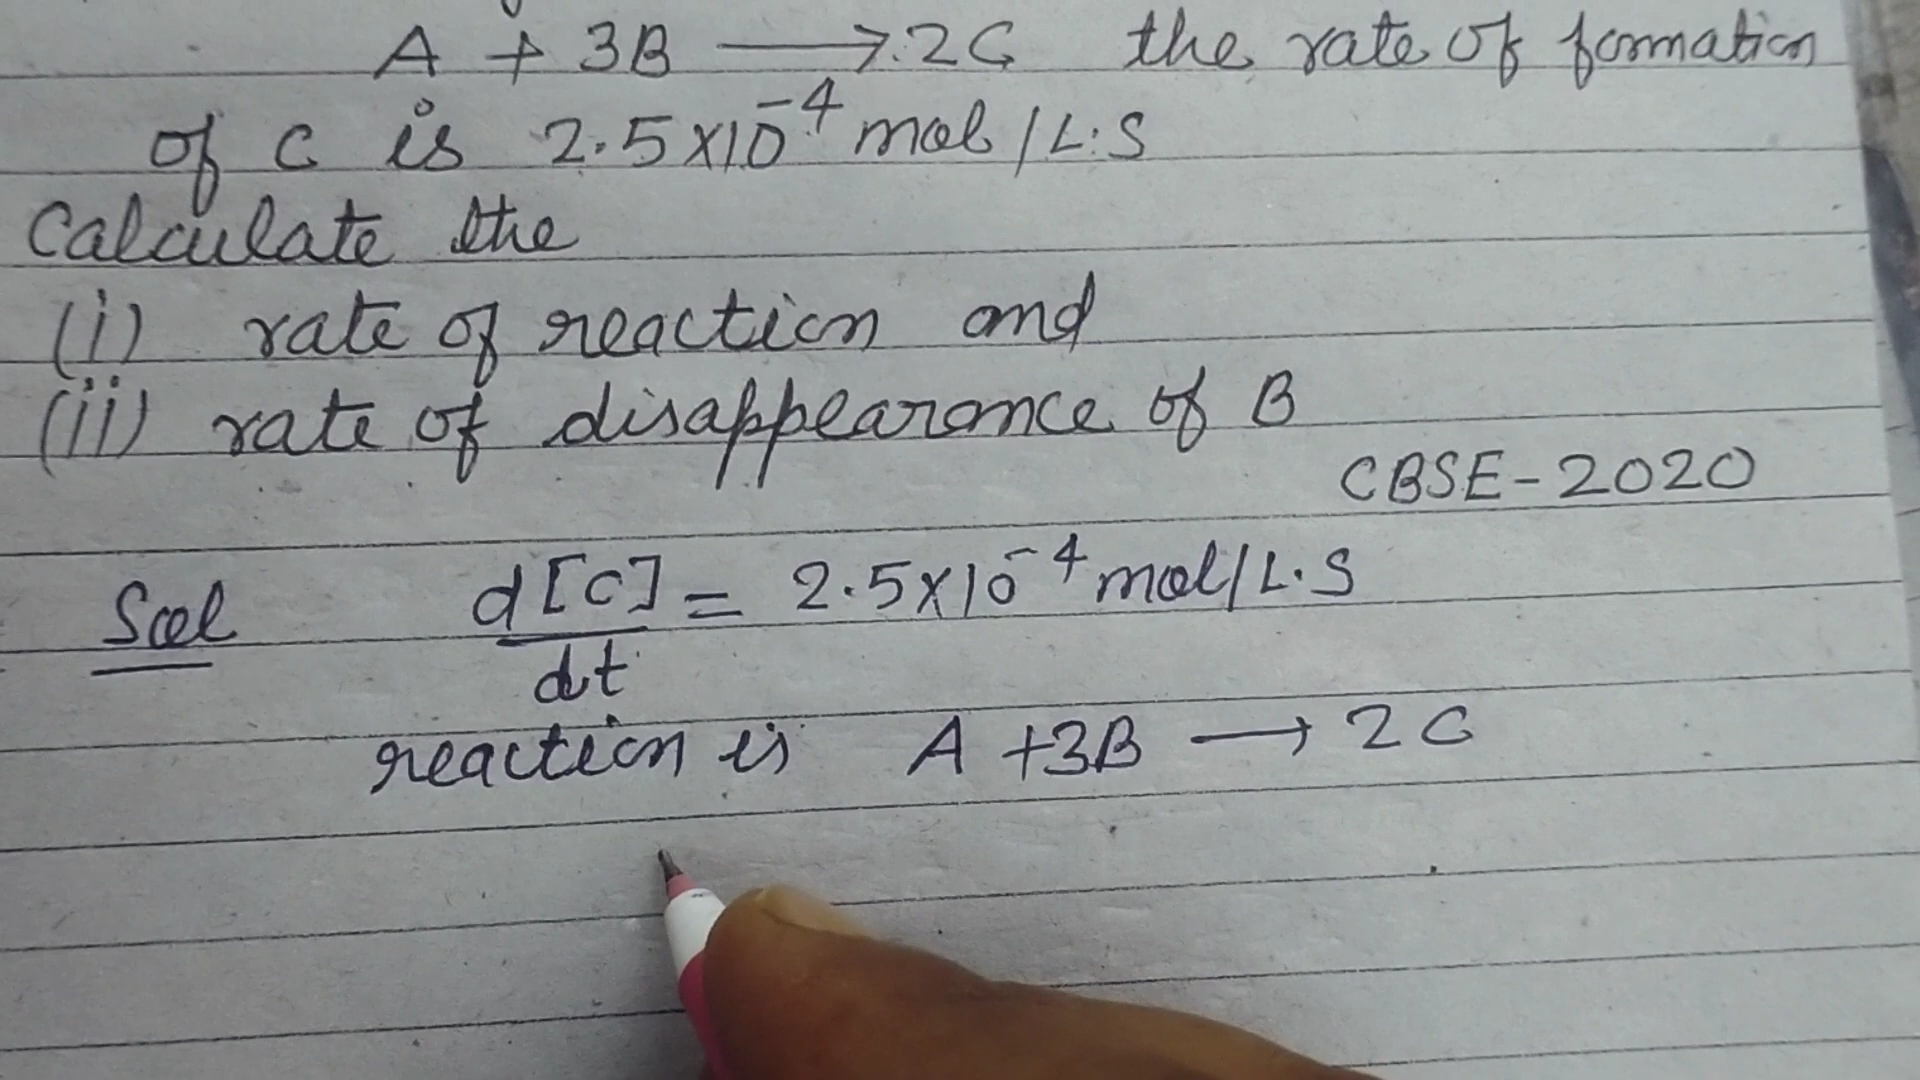 A + 3B → 2C the rate of formation
of C is 2.5×10⁻⁴ mol/L.S
Calculate the
(i) rate of reaction and
(ii) rate of disappearance of B
CBSE-2020
Sol d[C]/dt = 2.5×10⁻⁴ mol/L.S
reaction is A + 3B → 2C